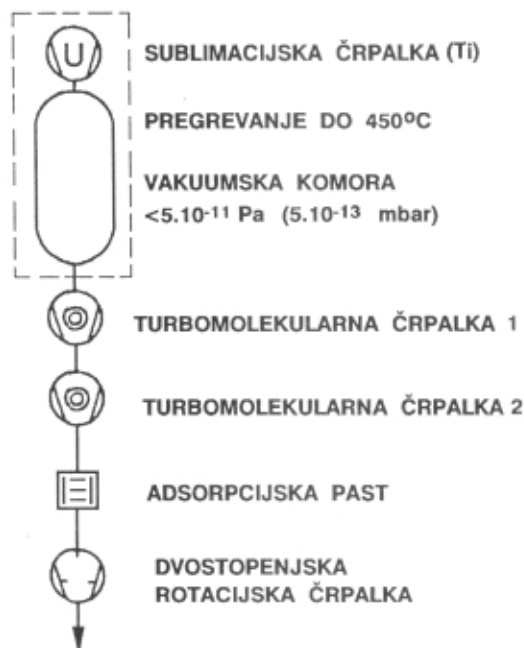 U
SUBLIMACIJSKA ČRPALKA (Ti)
PREGREVANJE DO 450°C
VAKUUMSKA KOMORA
<5.10⁻¹¹ Pa (5.10⁻¹³ mbar)
TURBOMOLEKULARNA ČRPALKA 1
TURBOMOLEKULARNA ČRPALKA 2
ADSORPCIJSKA PAST
DVOSTOPENJSKA
ROTACIJSKA ČRPALKA